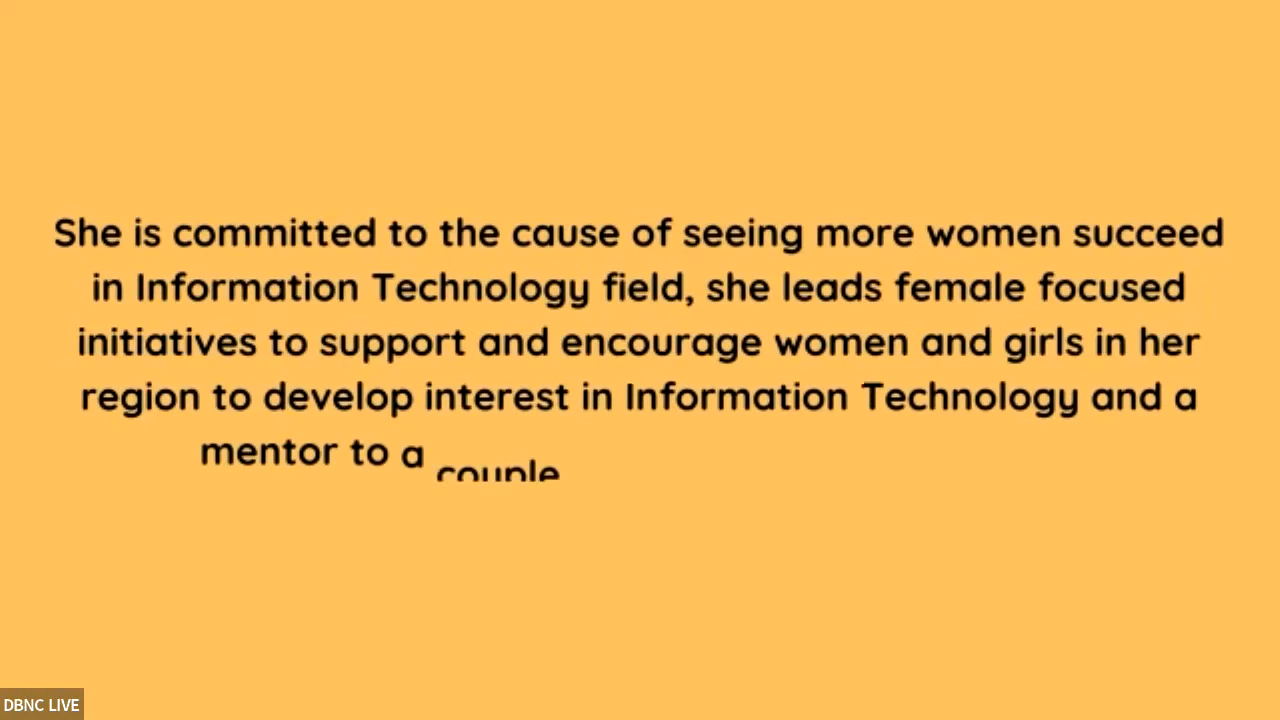 She is committed to the cause of seeing more women succeed
in Information Technology field, she leads female focused
initiatives to support and encourage women and girls in her
region to develop interest in Information Technology and a
mentor to a couple
DBNC LIVE